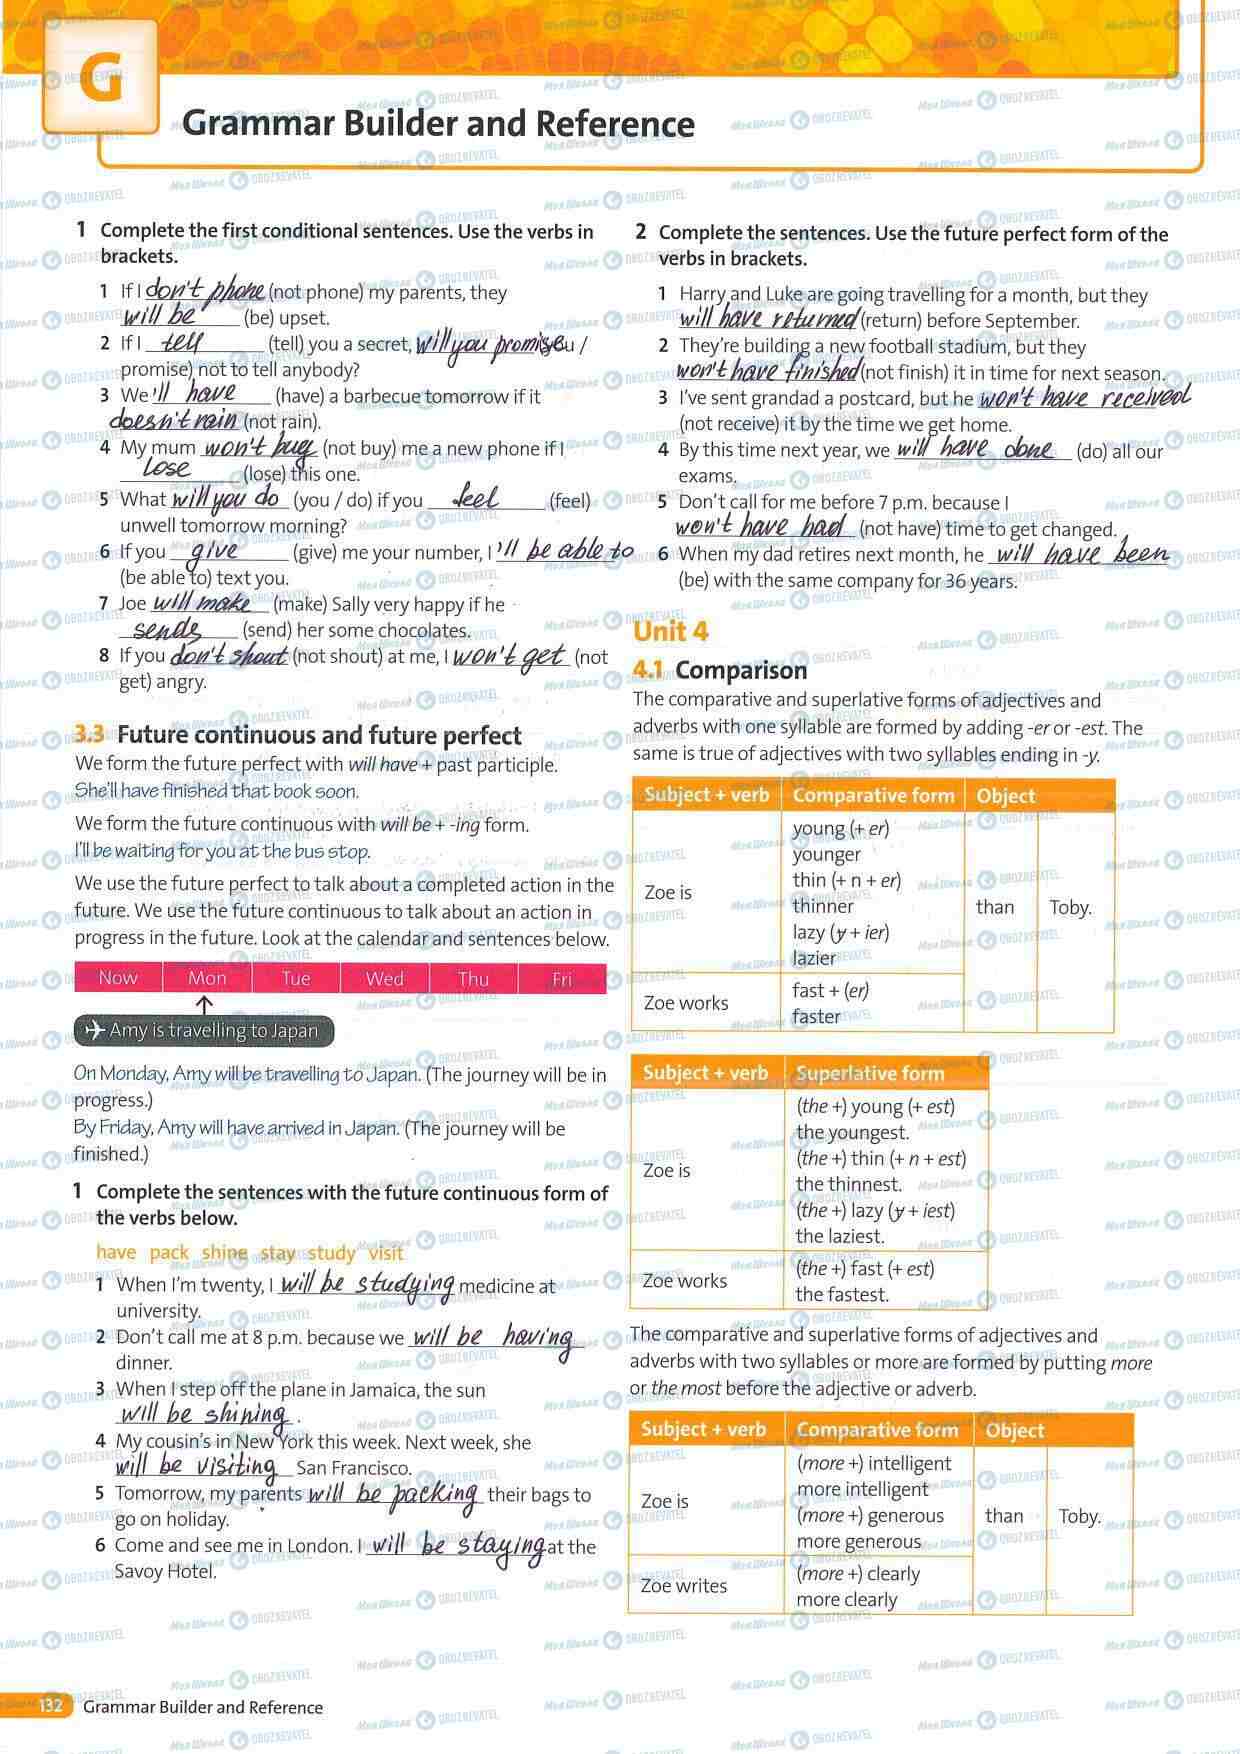 G
Grammar Builder and Reference
1 Complete the first conditional sentences. Use the verbs in
brackets.
1 If I don't phone (not phone) my parents, they
will be (be) upset.
2 If I tell (tell) you a secret, will you promise (you /
promise) not to tell anybody?
3 We 'll have (have) a barbecue tomorrow if it
doesn't rain (not rain).
4 My mum won't buy (not buy) me a new phone if I
lose (lose) this one.
5 What will you do (you / do) if you feel (feel)
unwell tomorrow morning?
6 If you give (give) me your number, I 'll be able to
(be able to) text you.
7 Joe will make (make) Sally very happy if he
sends (send) her some chocolates.
8 If you don't shout (not shout) at me, I won't get (not
get) angry.
3.3 Future continuous and future perfect
We form the future perfect with will have + past participle.
She'll have finished that book soon.
We form the future continuous with will be + -ing form.
I'll be waiting for you at the bus stop.
We use the future perfect to talk about a completed action in the
future. We use the future continuous to talk about an action in
progress in the future. Look at the calendar and sentences below.
Now Mon Tue Wed Thu Fri
Amy is travelling to Japan
On Monday, Amy will be travelling to Japan. (The journey will be in
progress.)
By Friday, Amy will have arrived in Japan. (The journey will be
finished.)
1 Complete the sentences with the future continuous form of
the verbs below.
have pack shine stay study visit
1 When I'm twenty, I will be studying medicine at
university.
2 Don't call me at 8 p.m. because we will be having
dinner.
3 When I step off the plane in Jamaica, the sun
will be shining .
4 My cousin's in New York this week. Next week, she
will be visiting San Francisco.
5 Tomorrow, my parents will be packing their bags to
go on holiday.
6 Come and see me in London. I will be staying at the
Savoy Hotel.
2 Complete the sentences. Use the future perfect form of the
verbs in brackets.
1 Harry and Luke are going travelling for a month, but they
will have returned (return) before September.
2 They're building a new football stadium, but they
won't have finished (not finish) it in time for next season.
3 I've sent grandad a postcard, but he won't have received
(not receive) it by the time we get home.
4 By this time next year, we will have done (do) all our
exams.
5 Don't call for me before 7 p.m. because I
won't have had (not have) time to get changed.
6 When my dad retires next month, he will have been
(be) with the same company for 36 years.
Unit 4
4.1 Comparison
The comparative and superlative forms of adjectives and
adverbs with one syllable are formed by adding -er or -est. The
same is true of adjectives with two syllables ending in -y.
Subject + verb Comparative form Object
young (+ er)
younger
thin (+ n + er)
Zoe is
thinner
than Toby.
lazy (y + ier)
lazier
Zoe works
fast + (er)
faster
Subject + verb Superlative form
(the +) young (+ est)
the youngest.
(the +) thin (+ n + est)
Zoe is
the thinnest.
(the +) lazy (y + iest)
the laziest.
Zoe works
(the +) fast (+ est)
the fastest.
The comparative and superlative forms of adjectives and
adverbs with two syllables or more are formed by putting more
or the most before the adjective or adverb.
Subject + verb Comparative form Object
(more +) intelligent
more intelligent
Zoe is
(more +) generous
than Toby.
more generous
Zoe writes
(more +) clearly
more clearly
132 Grammar Builder and Reference